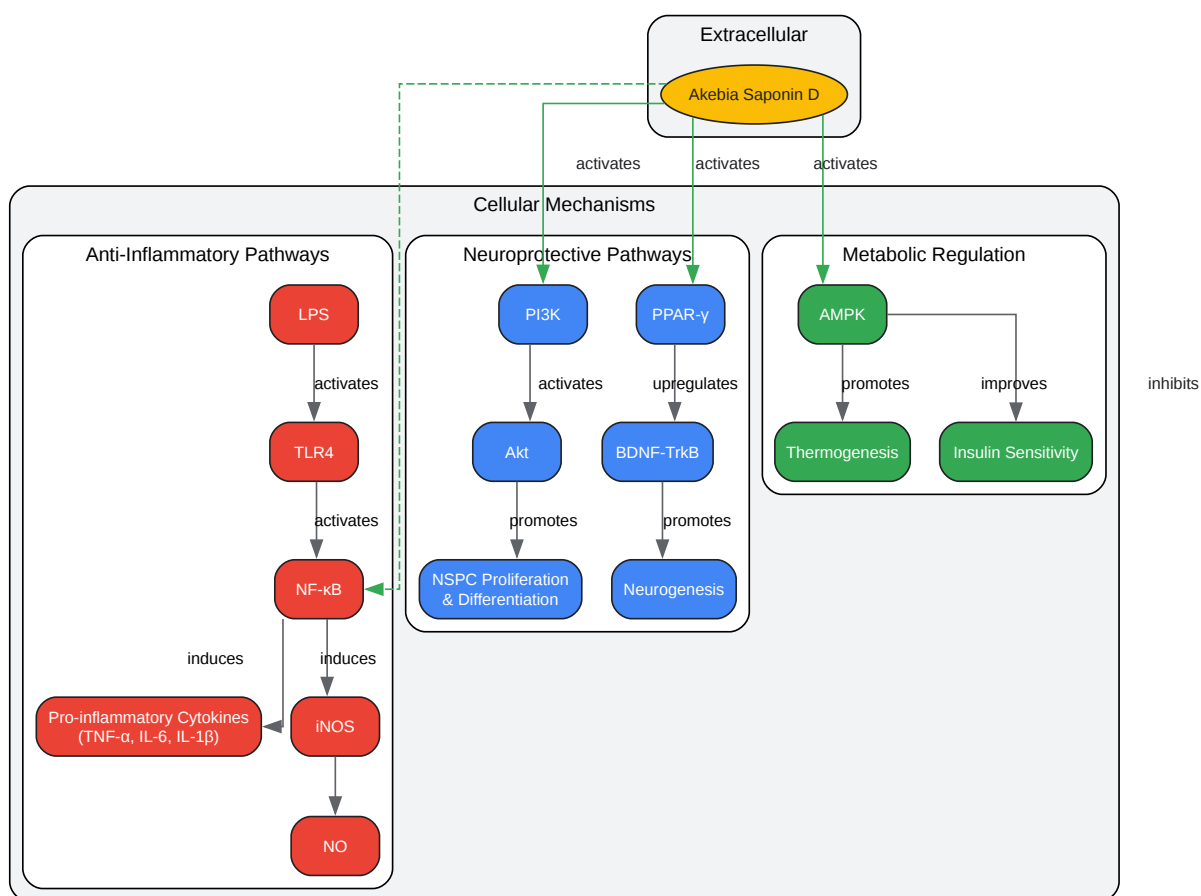 Extracellular
Akebia Saponin D
activates
activates
activates
Cellular Mechanisms
Anti-Inflammatory Pathways
Neuroprotective Pathways
Metabolic Regulation
LPS
PI3K
PPAR-γ
AMPK
activates
activates
upregulates
promotes
improves
inhibits
TLR4
Akt
BDNF-TrkB
Thermogenesis
Insulin Sensitivity
activates
promotes
promotes
NF-κB
NSPC Proliferation
& Differentiation
Neurogenesis
induces
induces
Pro-inflammatory Cytokines
(TNF-α, IL-6, IL-1β)
iNOS
NO